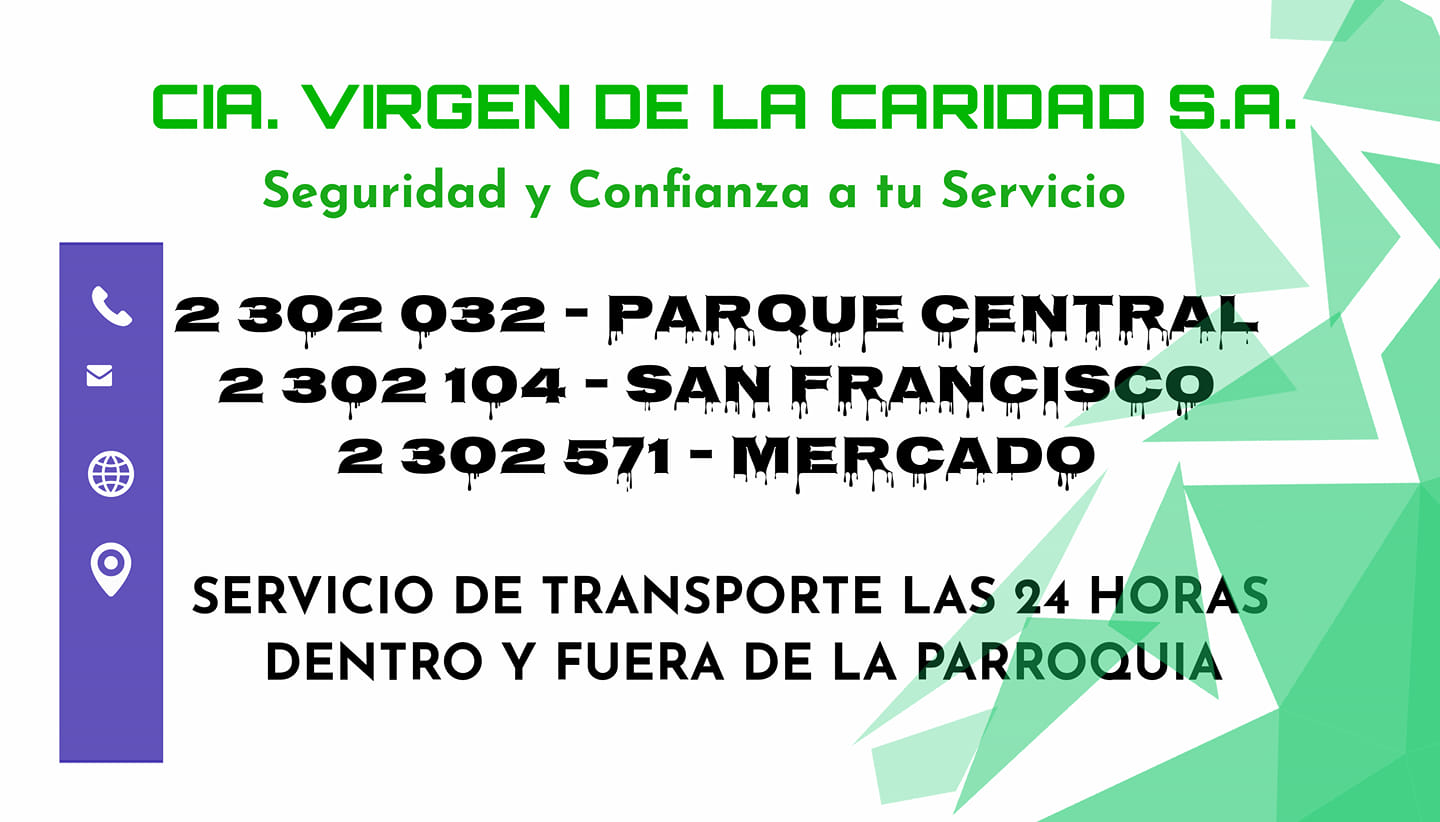 CIA. VIRGEN DE LA CARIDAD S.A.
Seguridad y Confianza a tu Servicio
2 302 032 - PARQUE CENTRAL
2 302 104 - SAN FRANCISCO
2 302 571 - MERCADO
SERVICIO DE TRANSPORTE LAS 24 HORAS
DENTRO Y FUERA DE LA PARROQUIA